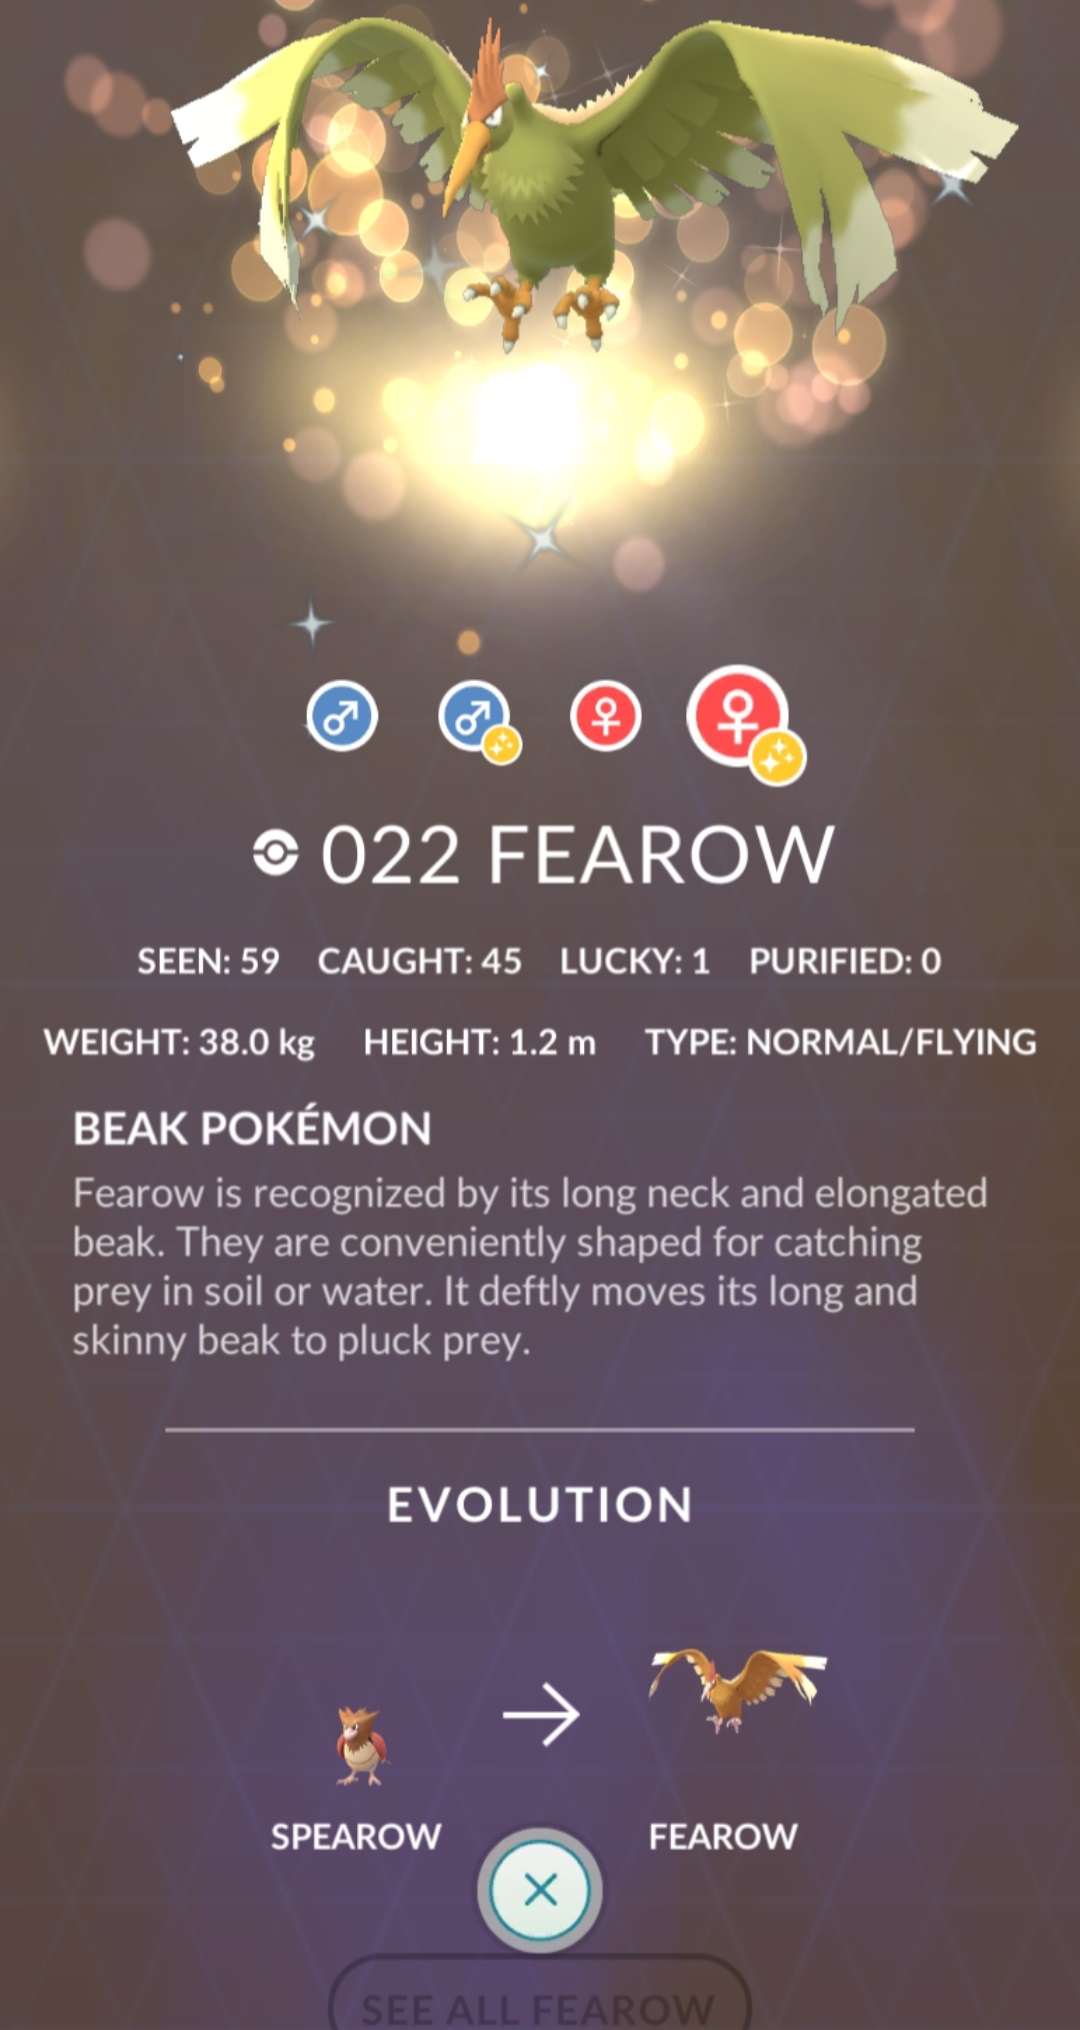 022 FEAROW
SEEN: 59 CAUGHT: 45 LUCKY: 1 PURIFIED: 0
WEIGHT: 38.0 kg HEIGHT: 1.2 m TYPE: NORMAL/FLYING
BEAK POKÉMON
Fearow is recognized by its long neck and elongated
beak. They are conveniently shaped for catching
prey in soil or water. It deftly moves its long and
skinny beak to pluck prey.
EVOLUTION
SPEAROW FEAROW
SEE ALL FEAROW